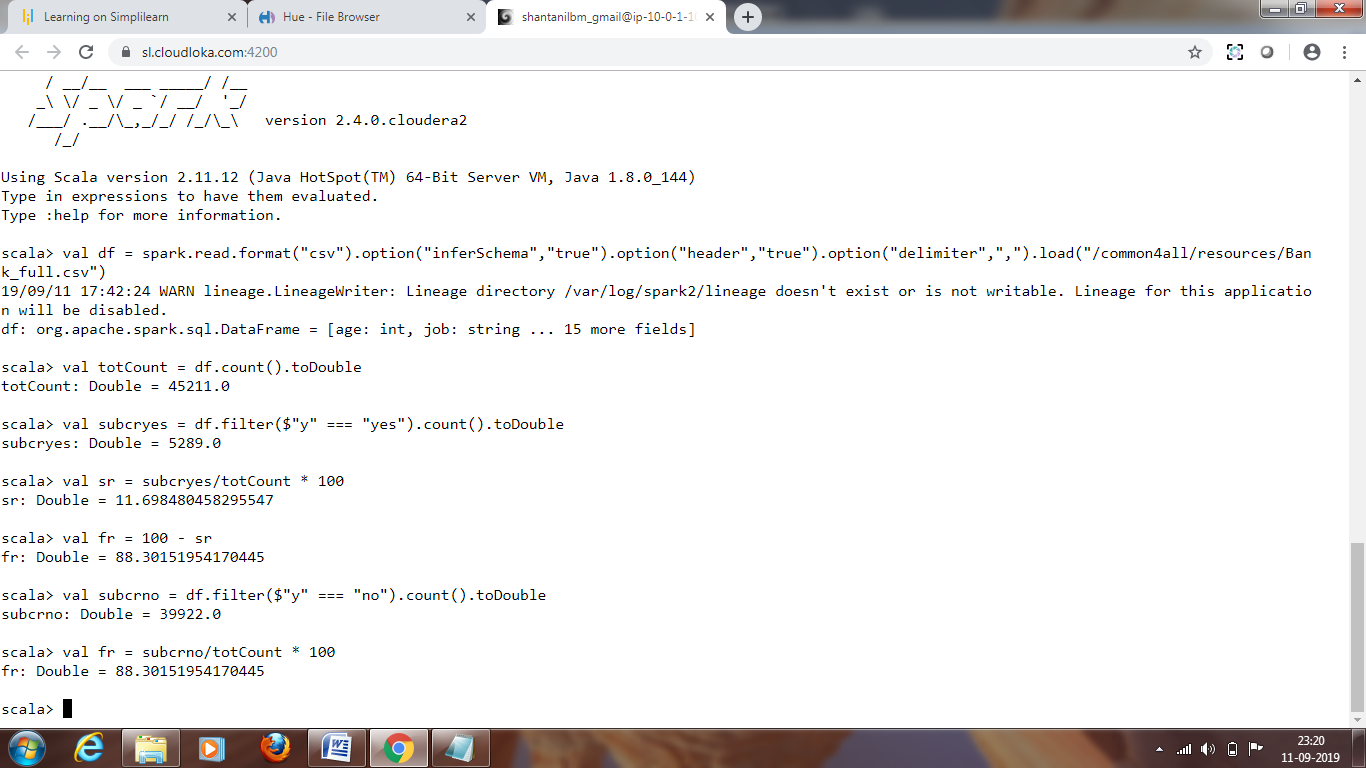 Learning on Simplilearn
Hue - File Browser
shantanilbm_gmail@ip-10-0-1-1
sl.cloudloka.com:4200
version 2.4.0.cloudera2
Using Scala version 2.11.12 (Java HotSpot(TM) 64-Bit Server VM, Java 1.8.0_144)
Type in expressions to have them evaluated.
Type :help for more information.
scala> val df = spark.read.format("csv").option("inferSchema","true").option("header","true").option("delimiter",",").load("/common4all/resources/Ban
k_full.csv")
19/09/11 17:42:24 WARN lineage.LineageWriter: Lineage directory /var/log/spark2/lineage doesn't exist or is not writable. Lineage for this applicatio
n will be disabled.
df: org.apache.spark.sql.DataFrame = [age: int, job: string ... 15 more fields]
scala> val totCount = df.count().toDouble
totCount: Double = 45211.0
scala> val subcryes = df.filter($"y" === "yes").count().toDouble
subcryes: Double = 5289.0
scala> val sr = subcryes/totCount * 100
sr: Double = 11.698480458295547
scala> val fr = 100 - sr
fr: Double = 88.30151954170445
scala> val subcrno = df.filter($"y" === "no").count().toDouble
subcrno: Double = 39922.0
scala> val fr = subcrno/totCount * 100
fr: Double = 88.30151954170445
scala>
23:20
11-09-2019